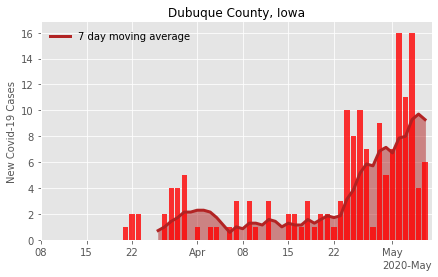 Dubuque County, Iowa
7 day moving average
New Covid-19 Cases
16
14
12
10
8
6
4
2
0
08 15 22 Apr 08 15 22 May
2020-May